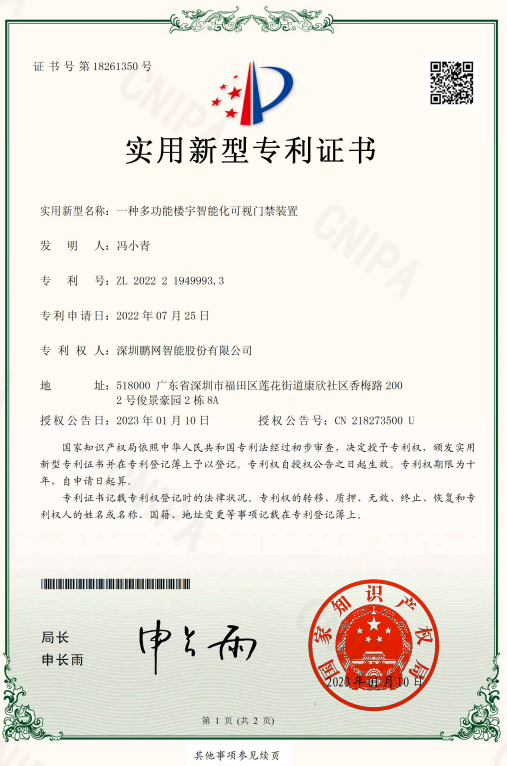 证书号第18261350号
实用新型专利证书
实用新型名称：一种多功能楼宇智能化可视门禁装置
发明人：冯小青
专利号：ZL 2022 2 1949993.3
专利申请日：2022年07月25日
专利权人：深圳鹏网智能股份有限公司
地址：518000 广东省深圳市福田区莲花街道康欣社区香梅路200
2号俊景豪园2栋8A
授权公告日：2023年01月10日 授权公告号：CN 218273500 U
国家知识产权局依照中华人民共和国专利法经过初步审查，决定授予专利权，颁发实用
新型专利证书并在专利登记簿上予以登记。专利权自授权公告之日起生效。专利权期限为十
年，自申请日起算。
专利证书记载专利权登记时的法律状况。专利权的转移、质押、无效、终止、恢复和专
利权人的姓名或名称、国籍、地址变更等事项记载在专利登记簿上。
局长
申长雨
申长雨
国家知识产权局
2023年01月10日
第 1 页 (共 2 页)
其他事项参见续页
CNIPA
CNIPA